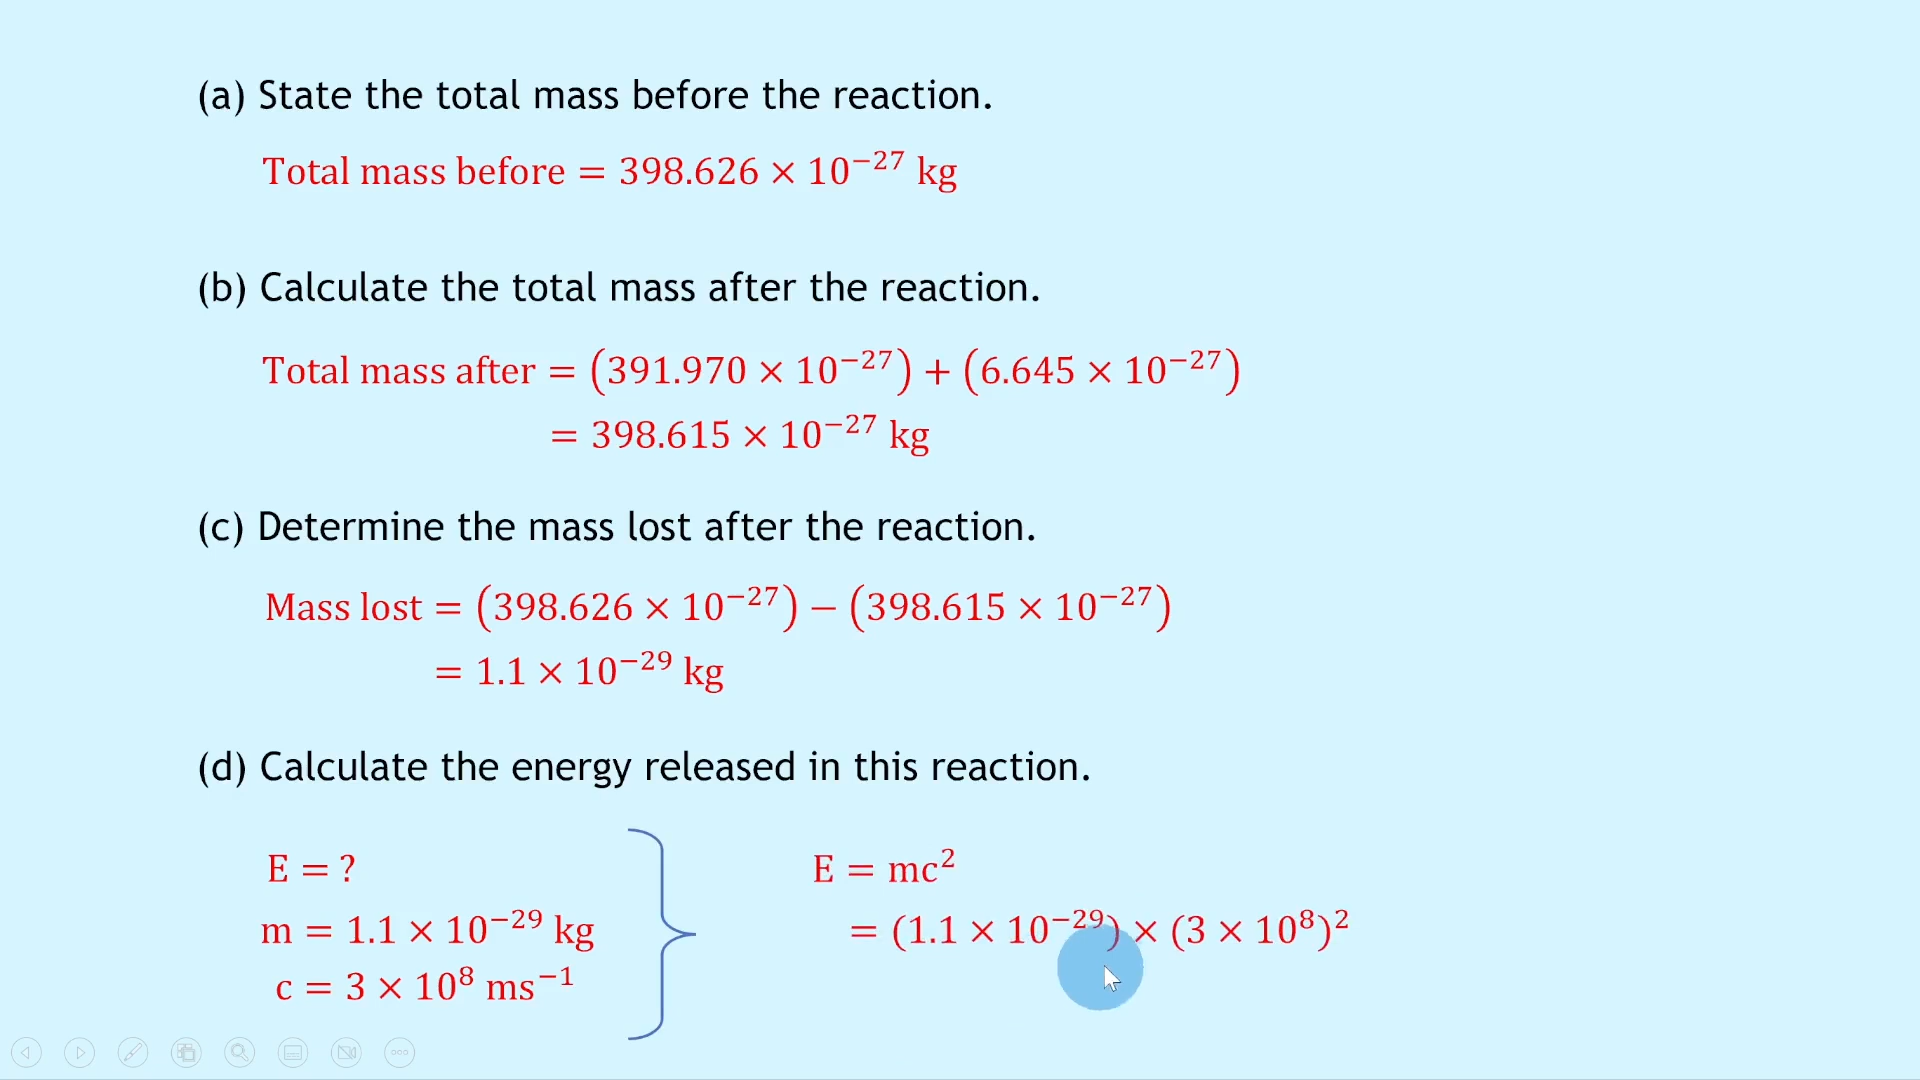 (a) State the total mass before the reaction.
Total mass before = 398.626 × 10⁻²⁷ kg
(b) Calculate the total mass after the reaction.
Total mass after = (391.970 × 10⁻²⁷) + (6.645 × 10⁻²⁷)
= 398.615 × 10⁻²⁷ kg
(c) Determine the mass lost after the reaction.
Mass lost = (398.626 × 10⁻²⁷) − (398.615 × 10⁻²⁷)
= 1.1 × 10⁻²⁹ kg
(d) Calculate the energy released in this reaction.
E = ?
m = 1.1 × 10⁻²⁹ kg
c = 3 × 10⁸ ms⁻¹
E = mc²
= (1.1 × 10⁻²⁹) × (3 × 10⁸)²